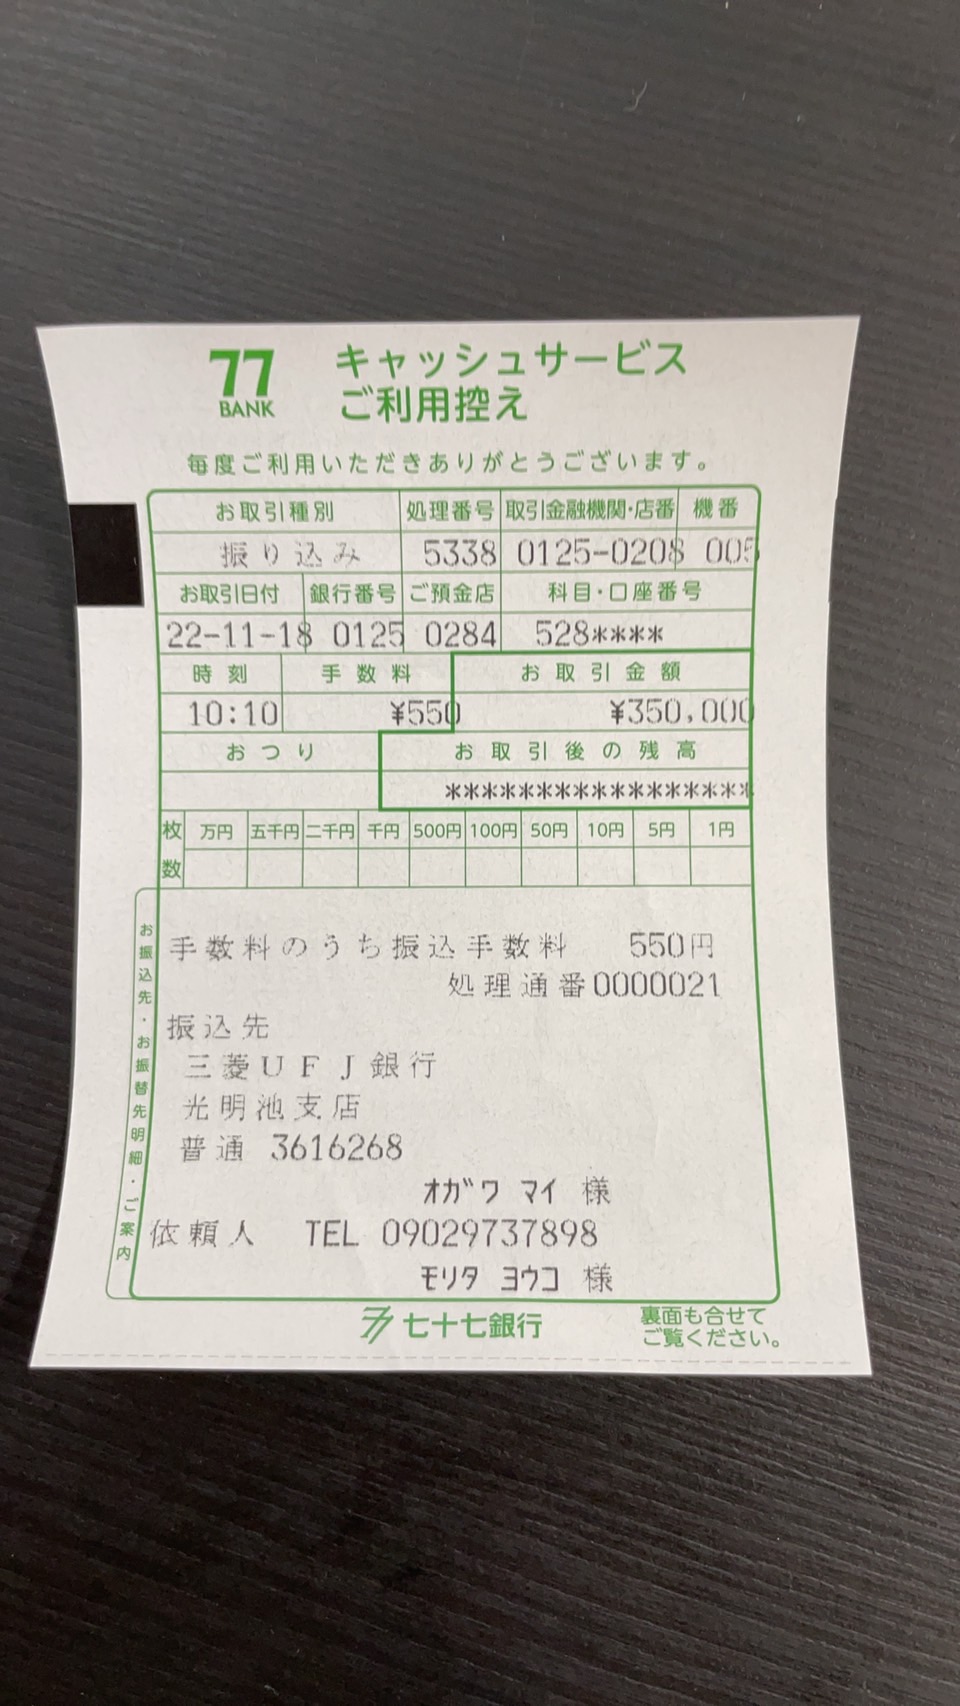 77
BANK
キャッシュサービス
ご利用控え
毎度ご利用いただきありがとうございます。
お取引種別 処理番号 取引金融機関・店番 機番
振り込み 5338 0125-0208 005
お取引日付 銀行番号 ご預金店 科目・口座番号
22-11-18 0125 0284 528****
時刻 手数料 お取引金額
10:10 ¥550 ¥350,000
おつり お取引後の残高
*****************
枚数 万円 五千円 二千円 千円 500円 100円 50円 10円 5円 1円
お振込先・お振替先明細・ご案内
手数料のうち振込手数料 550円
処理通番0000021
振込先
三菱UFJ銀行
光明池支店
普通 3616268
オガワ マイ 様
依頼人 TEL 09029737898
モリタ ヨウコ 様
七十七銀行
裏面も合せて
ご覧ください。